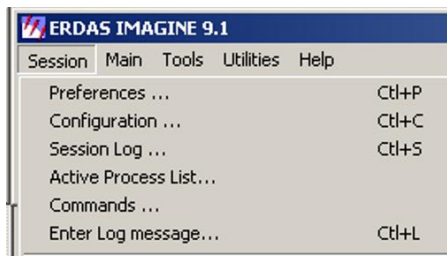 ERDAS IMAGINE 9.1
Session Main Tools Utilities Help
Preferences ... Ctl+P
Configuration ... Ctl+C
Session Log ... Ctl+S
Active Process List...
Commands ...
Enter Log message... Ctl+L